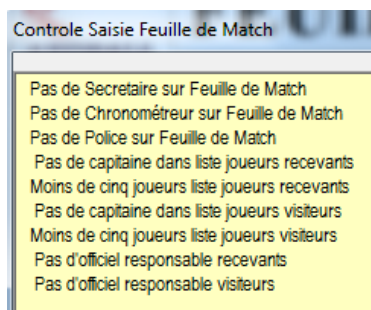 Controle Saisie Feuille de Match
Pas de Secretaire sur Feuille de Match
Pas de Chronométreur sur Feuille de Match
Pas de Police sur Feuille de Match
Pas de capitaine dans liste joueurs recevants
Moins de cinq joueurs liste joueurs recevants
Pas de capitaine dans liste joueurs visiteurs
Moins de cinq joueurs liste joueurs visiteurs
Pas d'officiel responsable recevants
Pas d'officiel responsable visiteurs